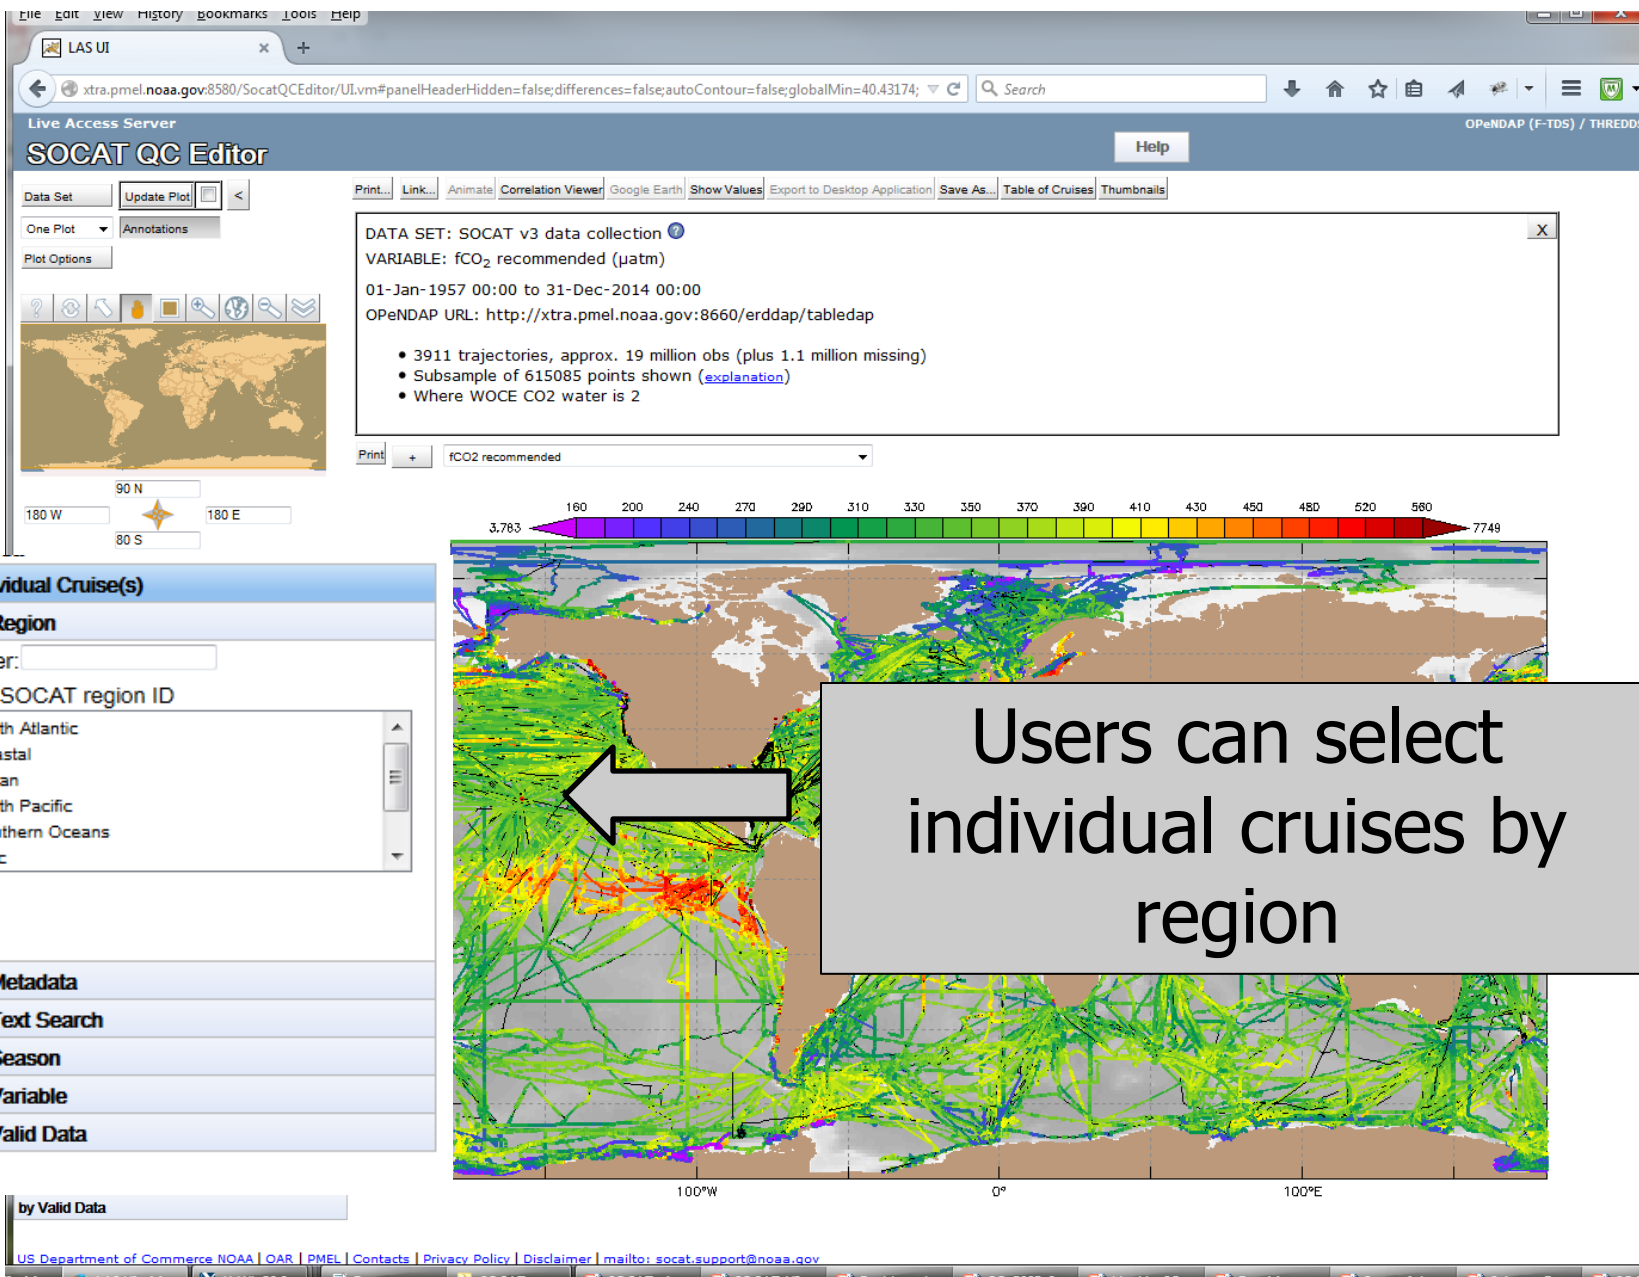 File Edit View History Bookmarks Tools Help
LAS UI
xtra.pmel.noaa.gov:8580/SocatQCEditor/UI.vm#panelHeaderHidden=false;differences=false;autoContour=false;globalMin=40.43174;
Search
Live Access Server
OPeNDAP (F-TDS) / THREDDS
SOCAT QC Editor
Help
Data Set
Update Plot
<
Print... Link... Animate Correlation Viewer Google Earth Show Values Export to Desktop Application Save As... Table of Cruises Thumbnails
One Plot
Annotations
Plot Options
DATA SET: SOCAT v3 data collection ?
X
VARIABLE: fCO2 recommended (µatm)
01-Jan-1957 00:00 to 31-Dec-2014 00:00
OPeNDAP URL: http://xtra.pmel.noaa.gov:8660/erddap/tabledap
• 3911 trajectories, approx. 19 million obs (plus 1.1 million missing)
• Subsample of 615085 points shown (explanation)
• Where WOCE CO2 water is 2
Print + fCO2 recommended
90 N
180 W
180 E
80 S
3.783 160 200 240 270 290 310 330 350 370 390 410 430 450 480 520 560 7749
vidual Cruise(s)
Region
er:
SOCAT region ID
th Atlantic
astal
an
th Pacific
uthern Oceans
c
Metadata
Text Search
Season
Variable
Valid Data
Users can select
individual cruises by
region
100°W 0° 100°E
by Valid Data
US Department of Commerce NOAA | OAR | PMEL | Contacts | Privacy Policy | Disclaimer | mailto: socat.support@noaa.gov